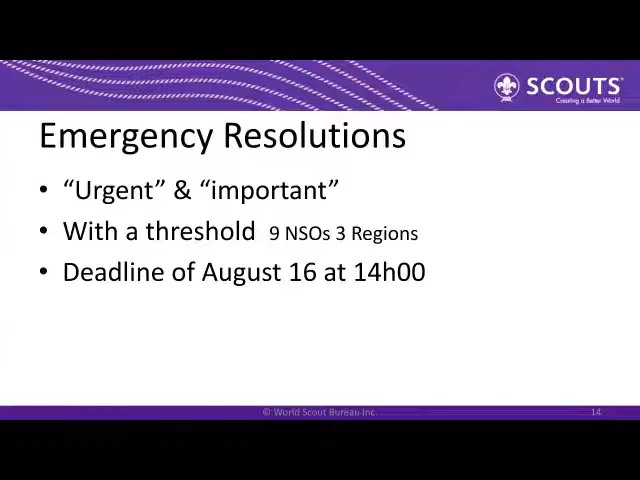 SCOUTS
Creating a Better World
Emergency Resolutions
• “Urgent” & “important”
• With a threshold 9 NSOs 3 Regions
• Deadline of August 16 at 14h00
© World Scout Bureau Inc.
14